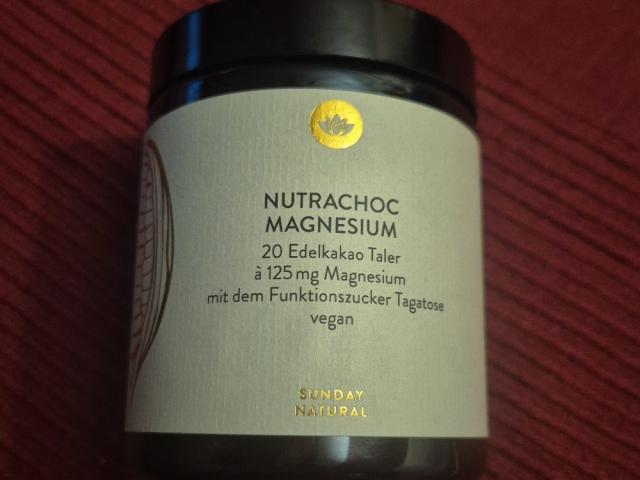 NUTRACHOC
MAGNESIUM
20 Edelkakao Taler
à 125 mg Magnesium
mit dem Funktionszucker Tagatose
vegan
SUNDAY
NATURAL